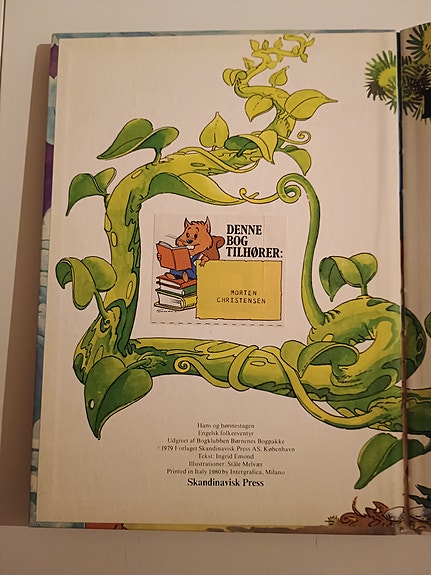 DENNE
BOG
TILHØRER:
MORTEN
CHRISTENSEN
Hans og bønnestagen
Engelsk folkeeventyr
Udgivet af Bogklubben Børnenes Bogpakke
©1979 Forlaget Skandinavisk Press AS, København
Tekst: Ingrid Emond
Illustrationer: Ståle Melvær
Printed in Italy 1980 by Intergrafica, Milano
Skandinavisk Press